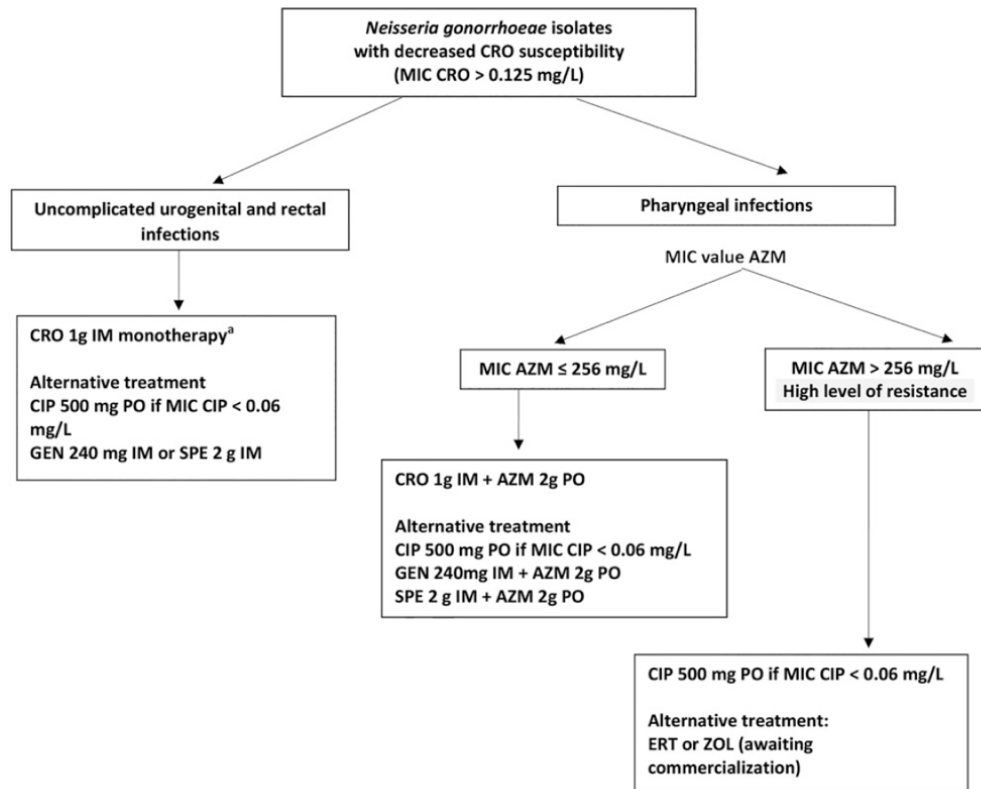 Neisseria gonorrhoeae isolates
with decreased CRO susceptibility
(MIC CRO > 0.125 mg/L)
Uncomplicated urogenital and rectal
infections
Pharyngeal infections
MIC value AZM
CRO 1g IM monotherapyᵃ
Alternative treatment
CIP 500 mg PO if MIC CIP < 0.06
mg/L
GEN 240 mg IM or SPE 2 g IM
MIC AZM ≤ 256 mg/L
MIC AZM > 256 mg/L
High level of resistance
CRO 1g IM + AZM 2g PO
Alternative treatment
CIP 500 mg PO if MIC CIP < 0.06 mg/L
GEN 240mg IM + AZM 2g PO
SPE 2 g IM + AZM 2g PO
CIP 500 mg PO if MIC CIP < 0.06 mg/L
Alternative treatment:
ERT or ZOL (awaiting
commercialization)